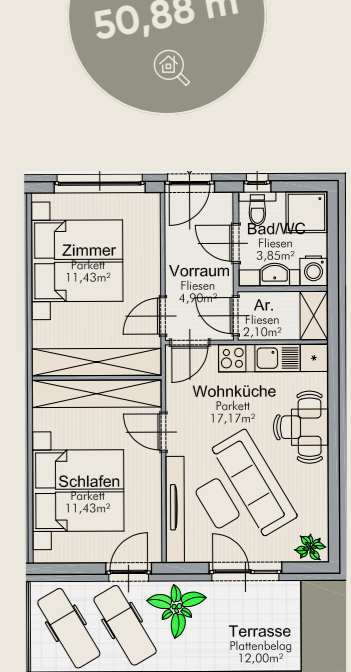 50,88 m
Zimmer
Parkett
11,43m²
Vorraum
Fliesen
4,90m²
Bad/WC
Fliesen
3,85m²
Ar.
Fliesen
2,10m²
*
Wohnküche
Parkett
17,17m²
Schlafen
Parkett
11,43m²
Terrasse
Plattenbelag
12,00m²